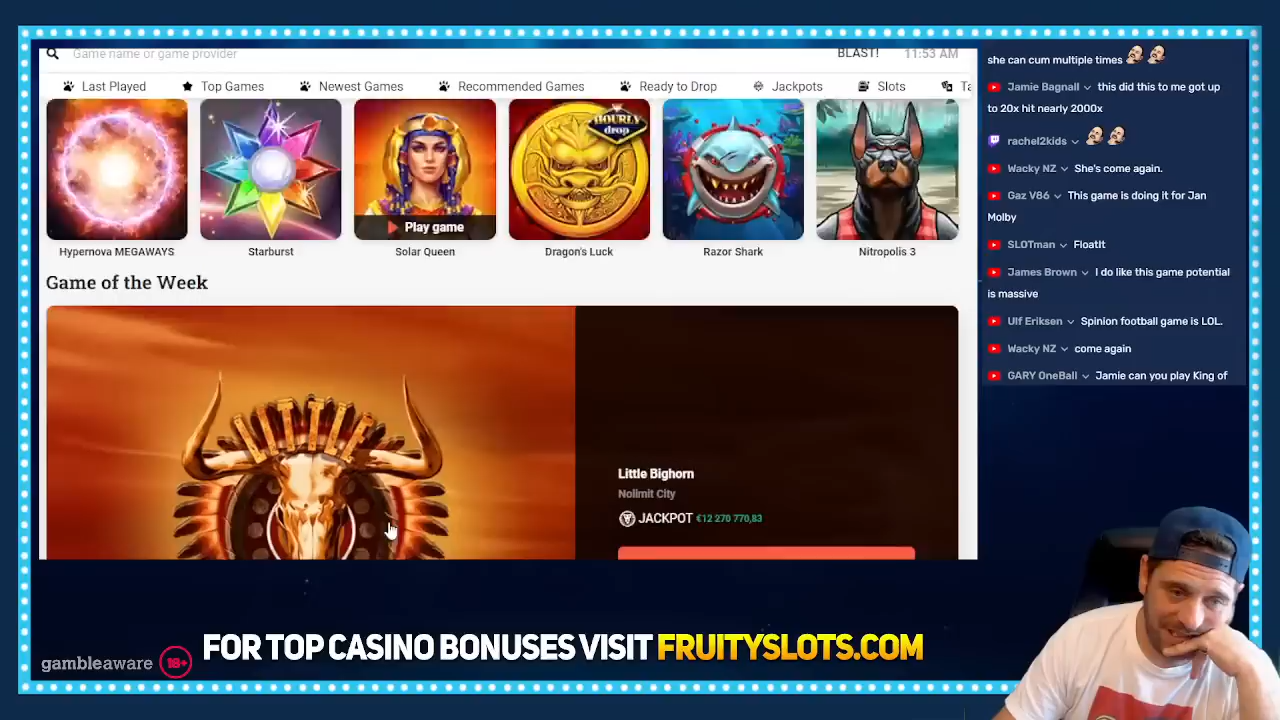 Game name or game provider
BLAST!
11:53 AM
Last Played
Top Games
Newest Games
Recommended Games
Ready to Drop
Jackpots
Slots
Ta
HOURLY
drop
Play game
Hypernova MEGAWAYS
Starburst
Solar Queen
Dragon's Luck
Razor Shark
Nitropolis 3
Game of the Week
LITTLE
Little Bighorn
Nolimit City
JACKPOT €12 270 770,83
she can cum multiple times
Jamie Bagnall this did this to me got up
to 20x hit nearly 2000x
rachel2kids
Wacky NZ She's come again.
Gaz V86 This game is doing it for Jan
Molby
SLOTman FloatIt
James Brown I do like this game potential
is massive
Ulf Eriksen Spinion football game is LOL.
Wacky NZ come again
GARY OneBall Jamie can you play King of
gambleaware 18+
FOR TOP CASINO BONUSES VISIT FRUITYSLOTS.COM